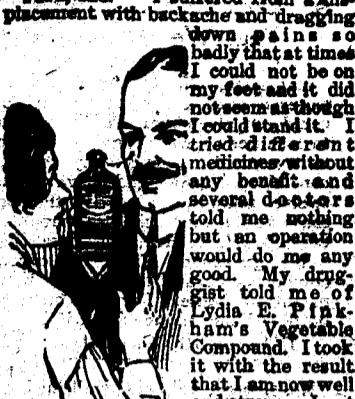 placement with backache and dragging
down pains so
badly that at times
I could not be on
my feet and it did
not seem as though
I could stand it. I
tried different
medicines without
any benefit and
several doctors
told me nothing
but an operation
would do me any
good. My drug-
gist told me of
Lydia E. Pink-
ham's Vegetable
Compound. I took
it with the result
that I am now well